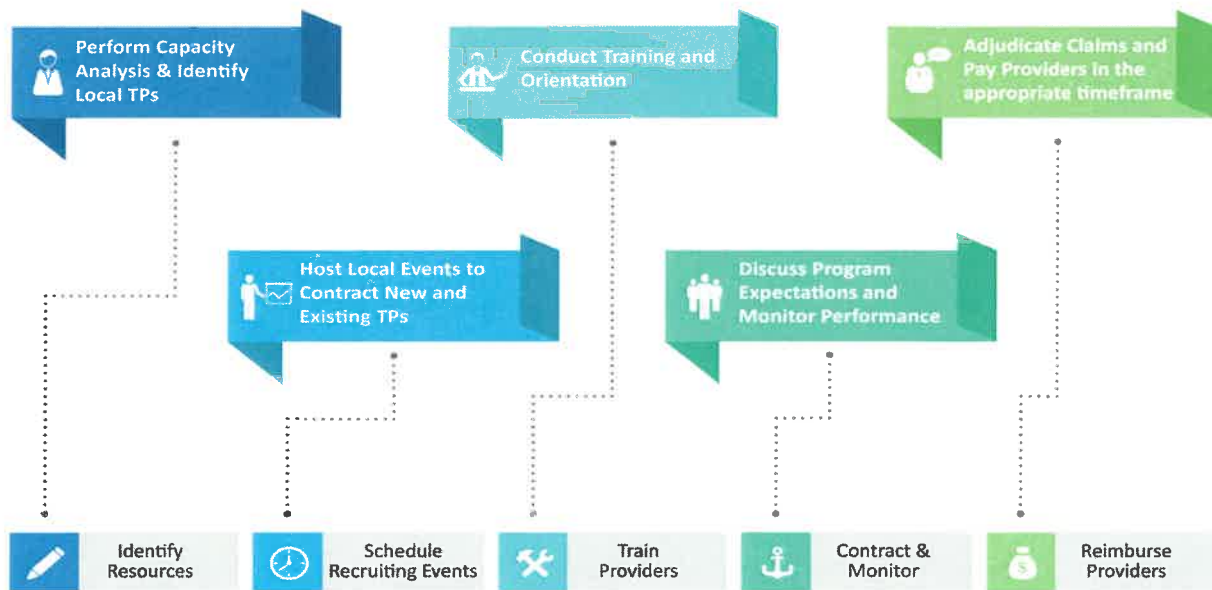 Perform Capacity
Analysis & Identify
Local TPs
Conduct Training and
Orientation
Adjudicate Claims and
Pay Providers in the
appropriate timeframe
Host Local Events to
Contract New and
Existing TPs
Discuss Program
Expectations and
Monitor Performance
Identify
Resources
Schedule
Recruiting Events
Train
Providers
Contract &
Monitor
$
Reimburse
Providers